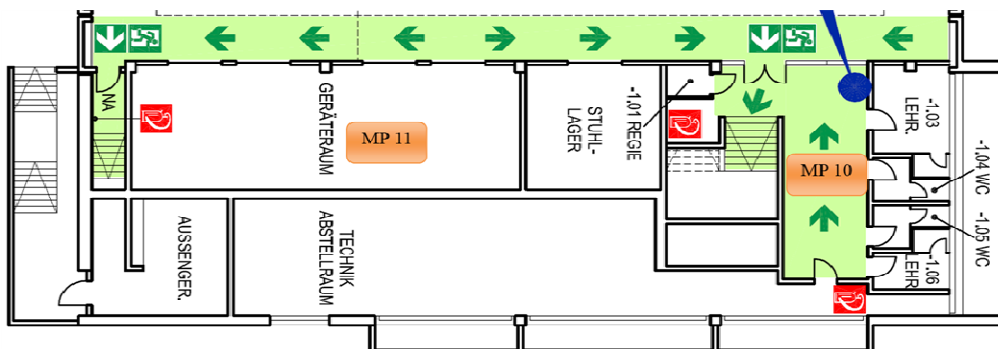 NA
GERÄTERAUM
MP 11
STUHL-
LAGER
-1.01 REGIE
MP 10
-1.03
LEHR.
-1.04 WC
-1.05 WC
-1.06
LEHR
AUSSENGER.
TECHNIK
ABSTELLRAUM